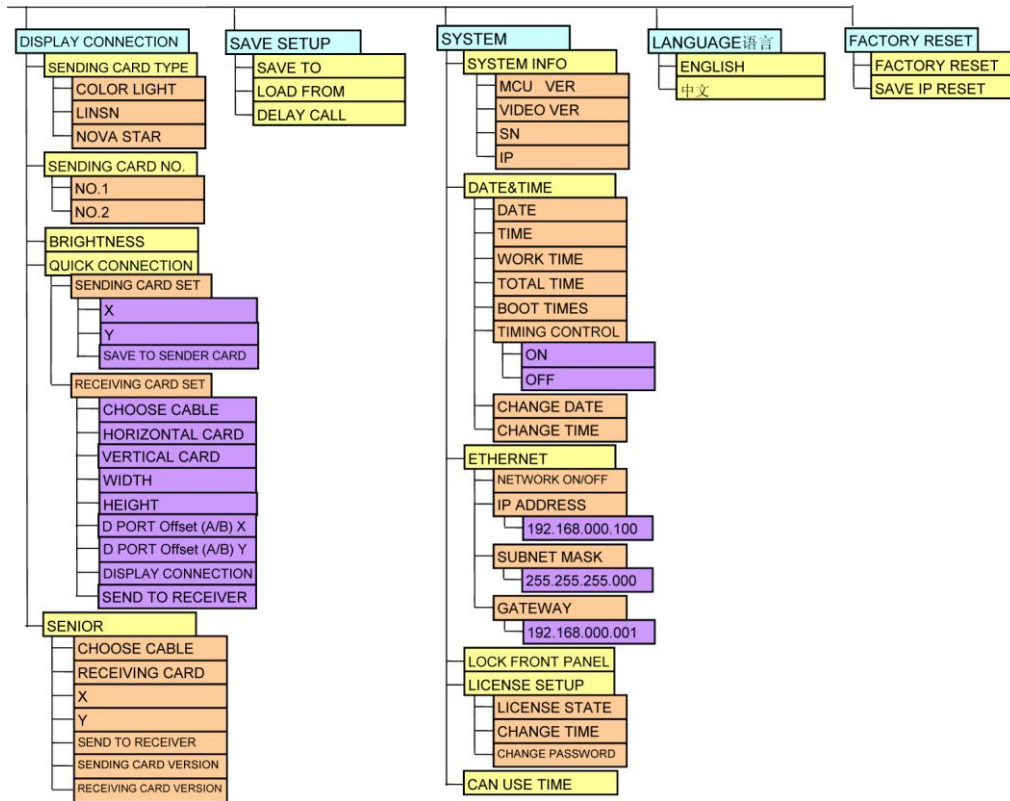 DISPLAY CONNECTION
SENDING CARD TYPE
COLOR LIGHT
LINSN
NOVA STAR
SENDING CARD NO.
NO.1
NO.2
BRIGHTNESS
QUICK CONNECTION
SENDING CARD SET
X
Y
SAVE TO SENDER CARD
RECEIVING CARD SET
CHOOSE CABLE
HORIZONTAL CARD
VERTICAL CARD
WIDTH
HEIGHT
D PORT Offset (A/B) X
D PORT Offset (A/B) Y
DISPLAY CONNECTION
SEND TO RECEIVER
SENIOR
CHOOSE CABLE
RECEIVING CARD
X
Y
SEND TO RECEIVER
SENDING CARD VERSION
RECEIVING CARD VERSION
SAVE SETUP
SAVE TO
LOAD FROM
DELAY CALL
SYSTEM
SYSTEM INFO
MCU VER
VIDEO VER
SN
IP
DATE&TIME
DATE
TIME
WORK TIME
TOTAL TIME
BOOT TIMES
TIMING CONTROL
ON
OFF
CHANGE DATE
CHANGE TIME
ETHERNET
NETWORK ON/OFF
IP ADDRESS
192.168.000.100
SUBNET MASK
255.255.255.000
GATEWAY
192.168.000.001
LOCK FRONT PANEL
LICENSE SETUP
LICENSE STATE
CHANGE TIME
CHANGE PASSWORD
CAN USE TIME
LANGUAGE语言
ENGLISH
中文
FACTORY RESET
FACTORY RESET
SAVE IP RESET